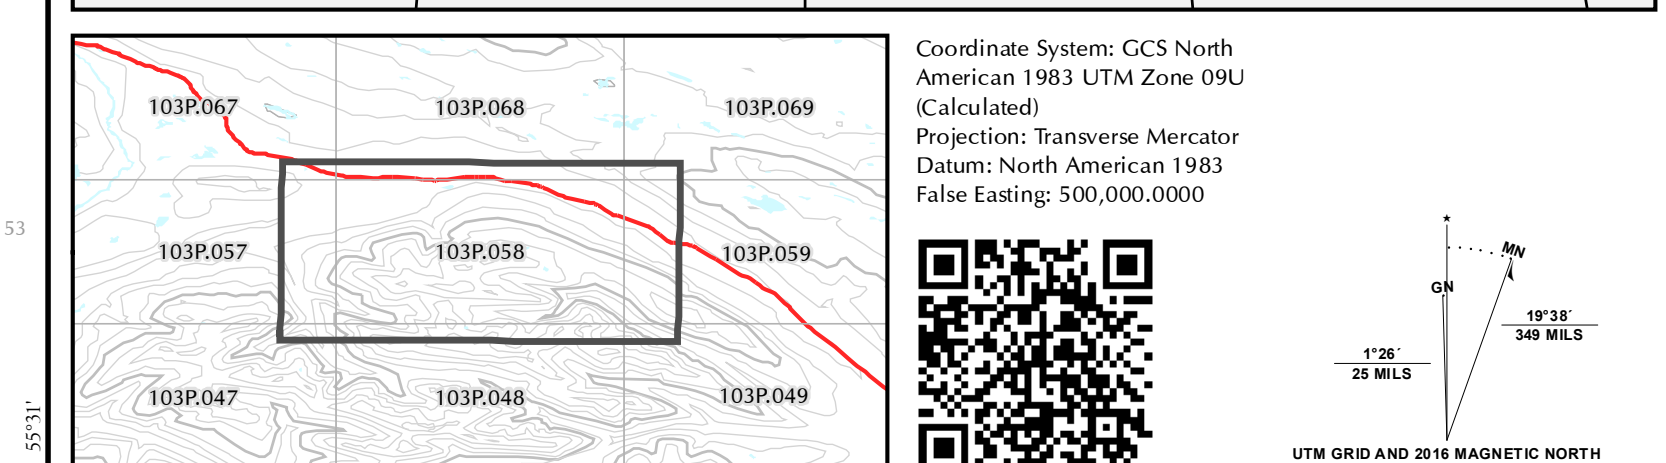 103P.067 103P.068 103P.069
53
103P.057 103P.058 103P.059
103P.047 103P.048 103P.049
55°31'
Coordinate System: GCS North
American 1983 UTM Zone 09U
(Calculated)
Projection: Transverse Mercator
Datum: North American 1983
False Easting: 500,000.0000
MN
GN
19°38´
349 MILS
1°26´
25 MILS
UTM GRID AND 2016 MAGNETIC NORTH